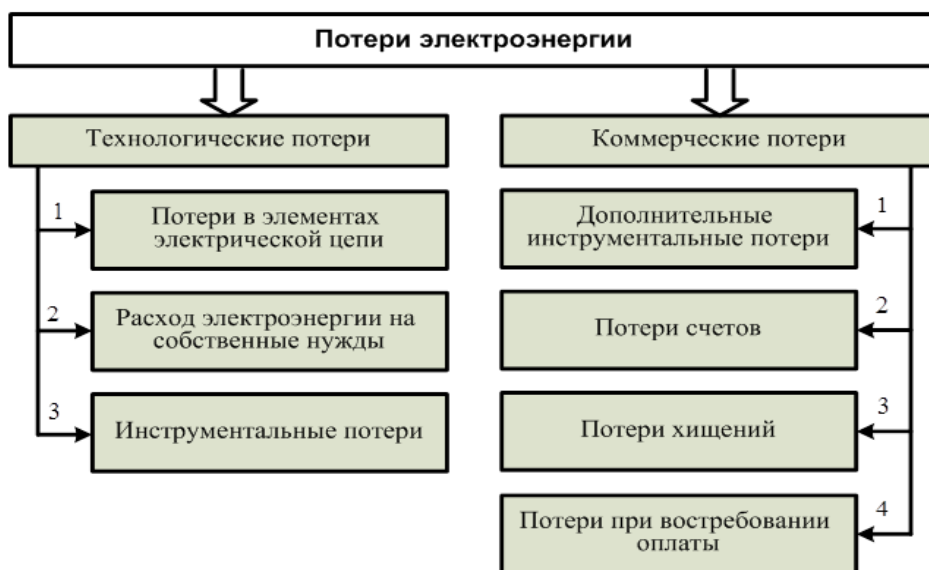 Потери электроэнергии
Технологические потери
1
Потери в элементах
электрической цепи
2
Расход электроэнергии на
собственные нужды
3
Инструментальные потери
Коммерческие потери
1
Дополнительные
инструментальные потери
2
Потери счетов
3
Потери хищений
4
Потери при востребовании
оплаты